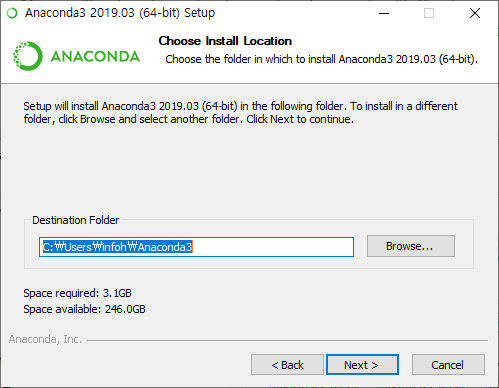 Anaconda3 2019.03 (64-bit) Setup
ANACONDA
Choose Install Location
Choose the folder in which to install Anaconda3 2019.03 (64-bit).
Setup will install Anaconda3 2019.03 (64-bit) in the following folder. To install in a different
folder, click Browse and select another folder. Click Next to continue.
Destination Folder
C:₩Users₩infoh₩Anaconda3
Browse...
Space required: 3.1GB
Space available: 246.0GB
Anaconda, Inc.
< Back
Next >
Cancel